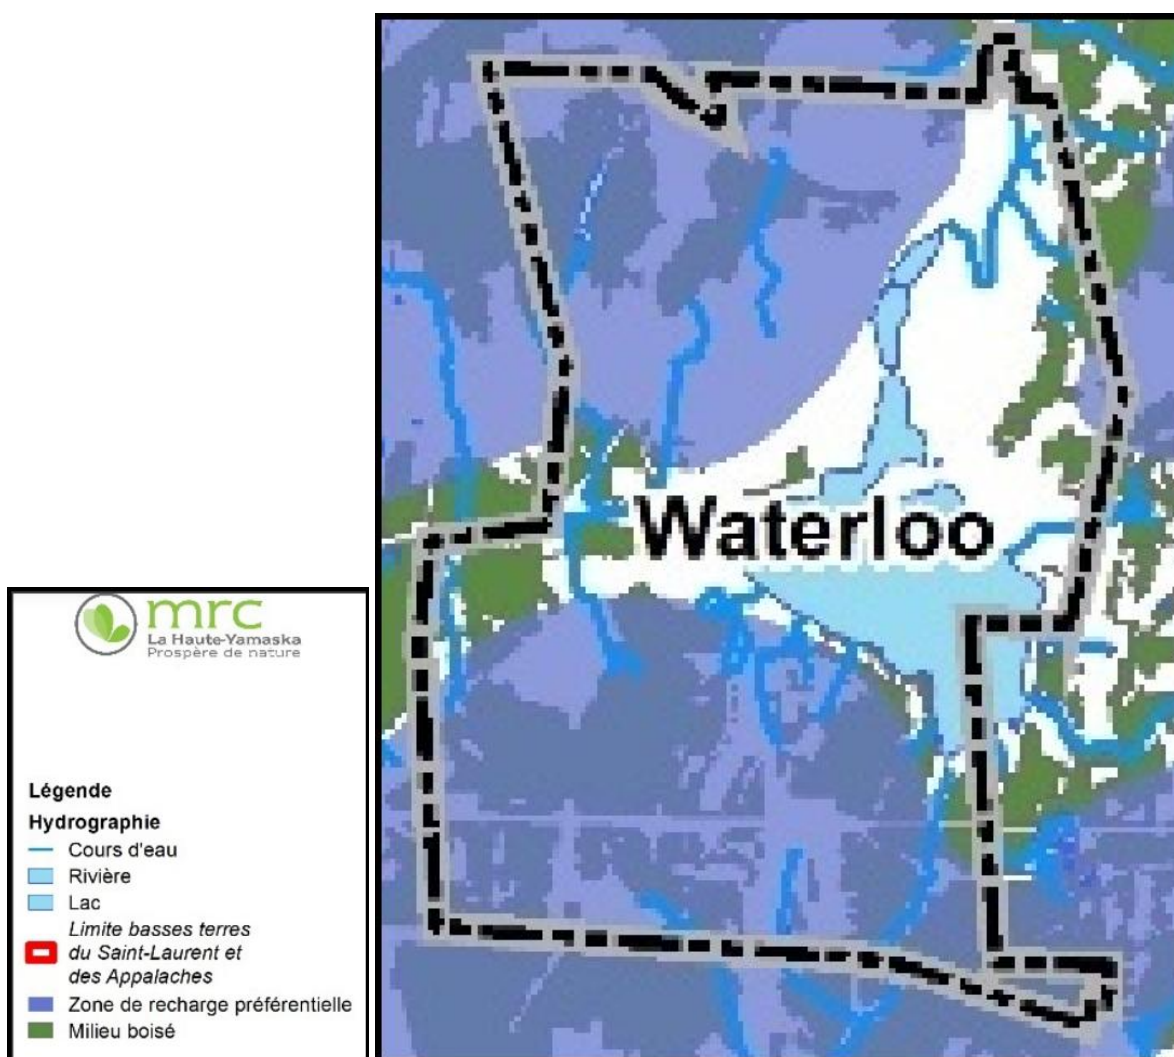 mrc
La Haute-Yamaska
Prospère de nature
Légende
Hydrographie
Cours d'eau
Rivière
Lac
Limite basses terres
du Saint-Laurent et
des Appalaches
Zone de recharge préférentielle
Milieu boisé
Waterloo